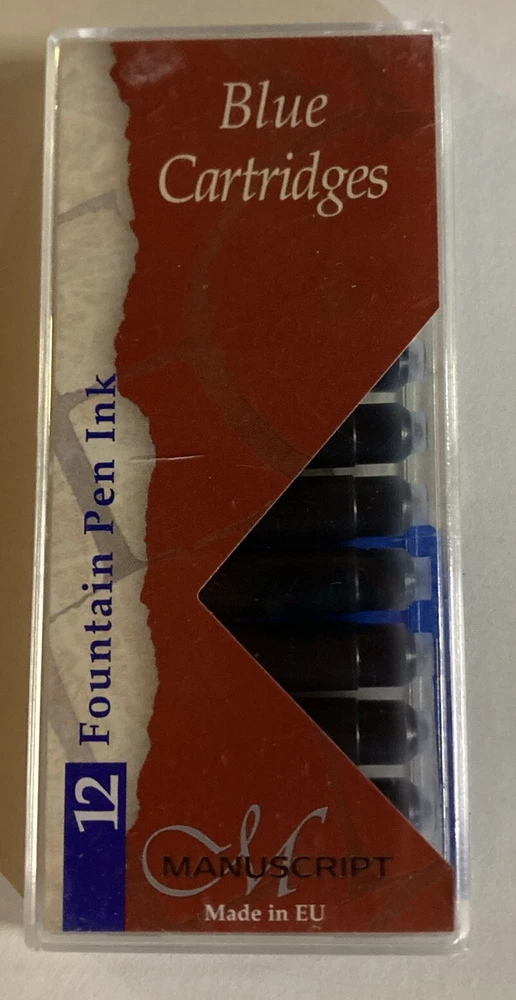 Blue
Cartridges
12 Fountain Pen Ink
M
MANUSCRIPT
Made in EU